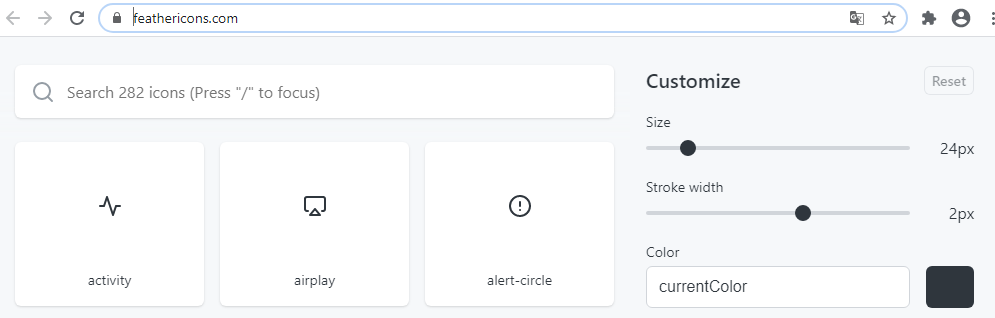 feathericons.com
Search 282 icons (Press "/" to focus)
activity
airplay
alert-circle
Customize
Reset
Size
24px
Stroke width
2px
Color
currentColor